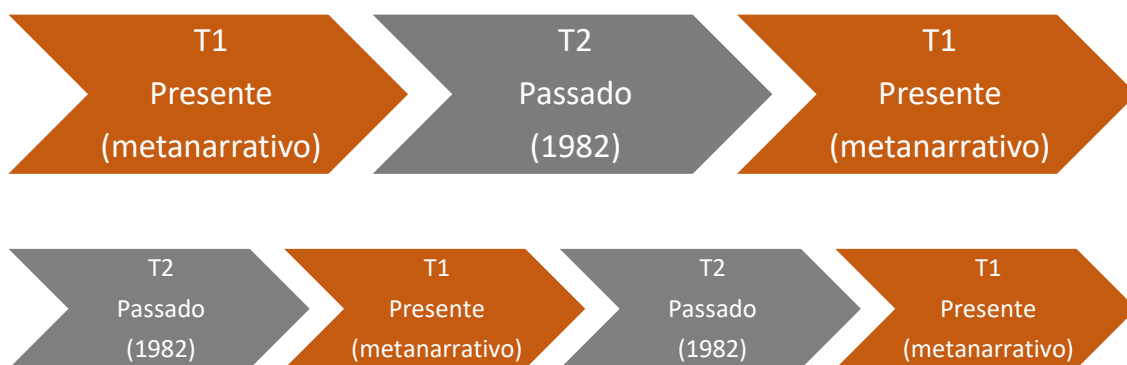 T1
Presente
(metanarrativo)
T2
Passado
(1982)
T1
Presente
(metanarrativo)
T2
Passado
(1982)
T1
Presente
(metanarrativo)
T2
Passado
(1982)
T1
Presente
(metanarrativo)